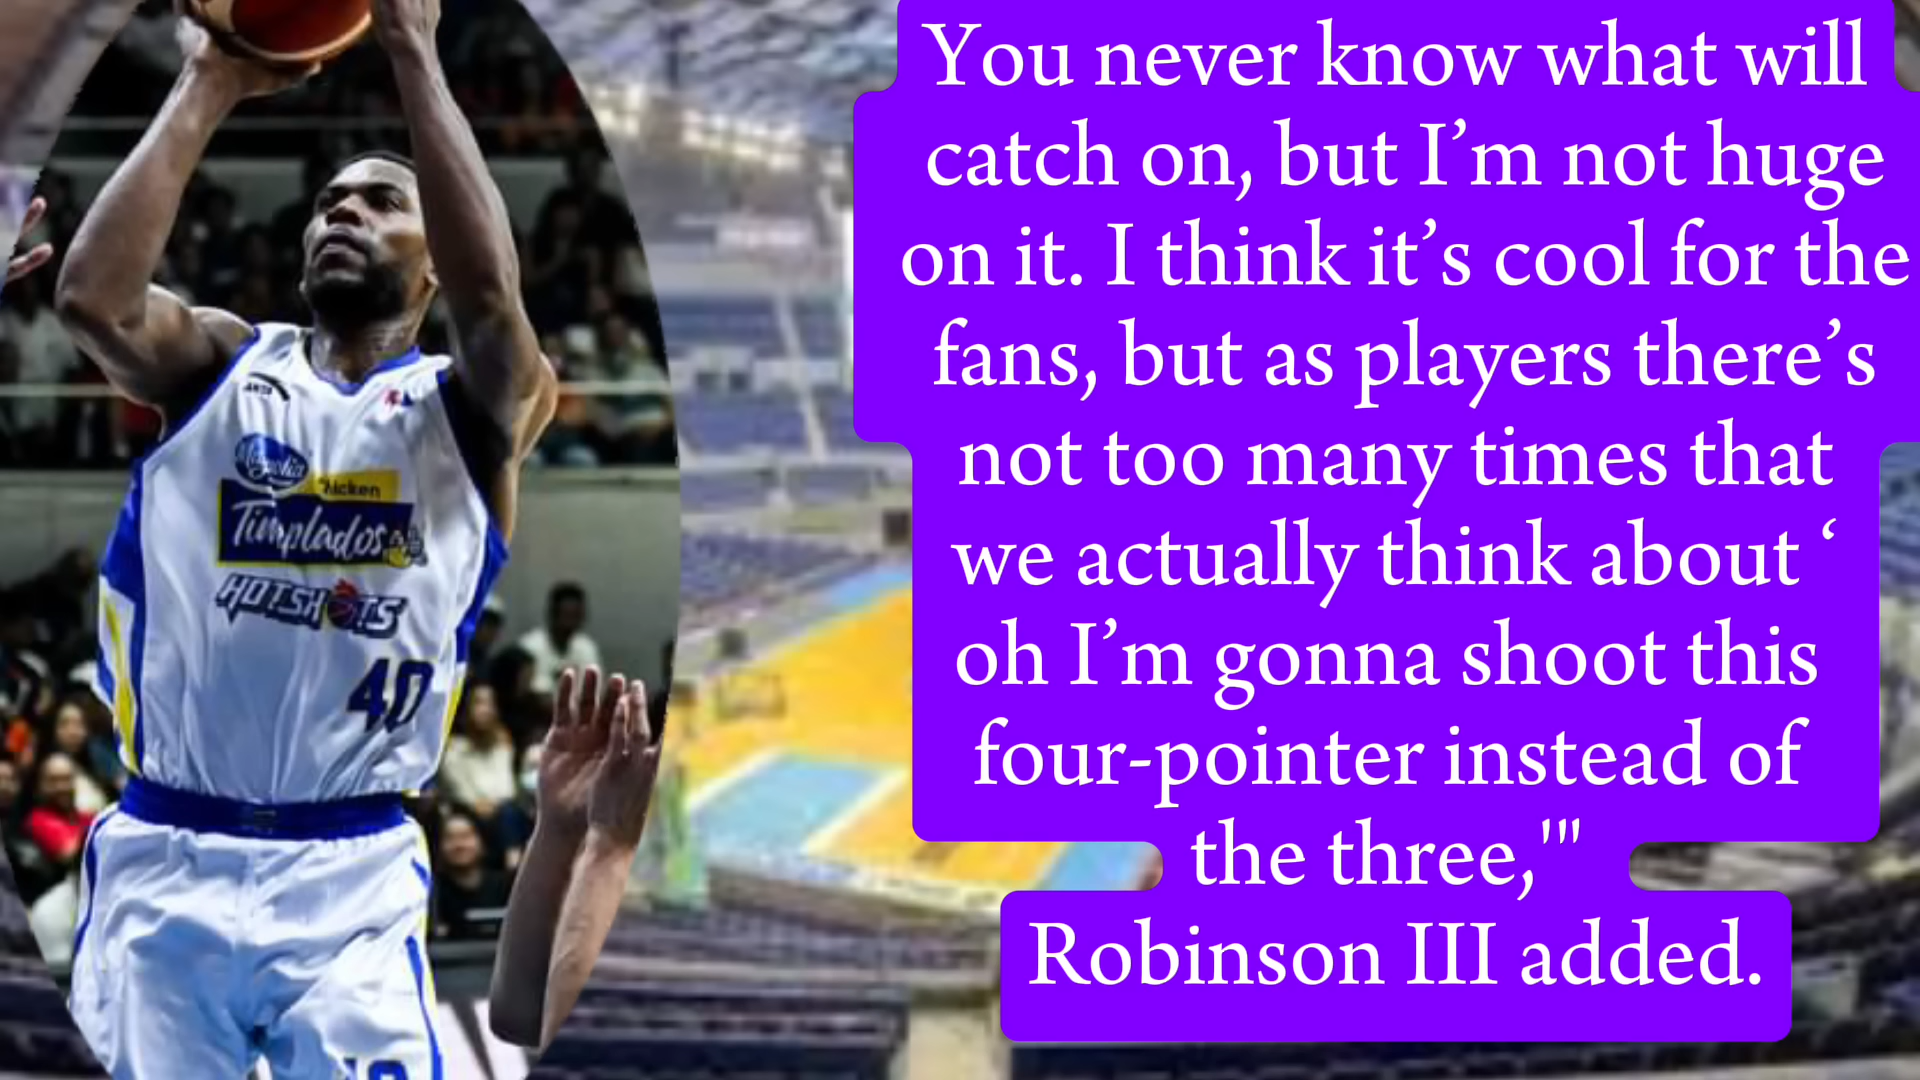 You never know what will
catch on, but I’m not huge
on it. I think it’s cool for the
fans, but as players there’s
not too many times that
we actually think about ‘
oh I’m gonna shoot this
four-pointer instead of
the three,'"
Robinson III added.
Magnolia
Chicken
Timplados
HOTSHOTS
40